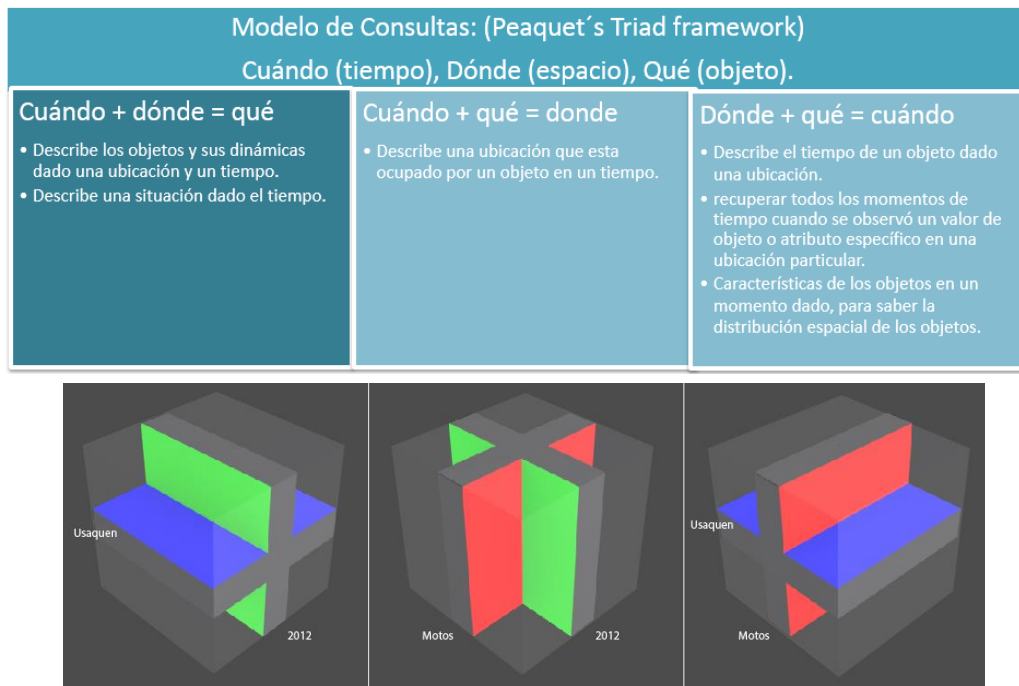 Modelo de Consultas: (Peaquet´s Triad framework)
Cuándo (tiempo), Dónde (espacio), Qué (objeto).
Cuándo + dónde = qué
• Describe los objetos y sus dinámicas
dado una ubicación y un tiempo.
• Describe una situación dado el tiempo.
Cuándo + qué = donde
• Describe una ubicación que esta
ocupado por un objeto en un tiempo.
Dónde + qué = cuándo
• Describe el tiempo de un objeto dado
una ubicación.
• recuperar todos los momentos de
tiempo cuando se observó un valor de
objeto o atributo específico en una
ubicación particular.
• Características de los objetos en un
momento dado, para saber la
distribución espacial de los objetos.
Usaquen
2012
Motos
2012
Usaquen
Motos